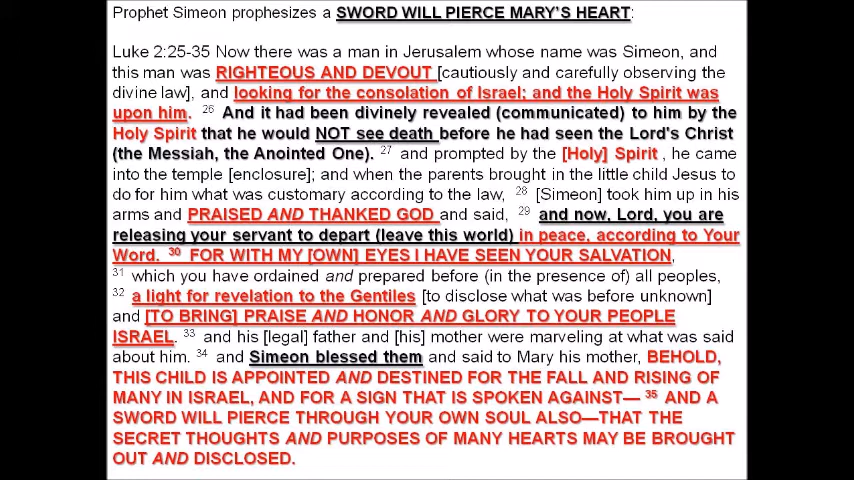 Prophet Simeon prophesizes a SWORD WILL PIERCE MARY'S HEART:
Luke 2:25-35 Now there was a man in Jerusalem whose name was Simeon, and
this man was RIGHTEOUS AND DEVOUT [cautiously and carefully observing the
divine law], and looking for the consolation of Israel; and the Holy Spirit was
upon him. 26 And it had been divinely revealed (communicated) to him by the
Holy Spirit that he would NOT see death before he had seen the Lord's Christ
(the Messiah, the Anointed One). 27 and prompted by the [Holy] Spirit , he came
into the temple [enclosure]; and when the parents brought in the little child Jesus to
do for him what was customary according to the law, 28 [Simeon] took him up in his
arms and PRAISED AND THANKED GOD and said, 29 and now, Lord, you are
releasing your servant to depart (leave this world) in peace, according to Your
Word. 30 FOR WITH MY [OWN] EYES I HAVE SEEN YOUR SALVATION,
31 which you have ordained and prepared before (in the presence of) all peoples,
32 a light for revelation to the Gentiles [to disclose what was before unknown]
and [TO BRING] PRAISE AND HONOR AND GLORY TO YOUR PEOPLE
ISRAEL. 33 and his [legal] father and [his] mother were marveling at what was said
about him. 34 and Simeon blessed them and said to Mary his mother, BEHOLD,
THIS CHILD IS APPOINTED AND DESTINED FOR THE FALL AND RISING OF
MANY IN ISRAEL, AND FOR A SIGN THAT IS SPOKEN AGAINST— 35 AND A
SWORD WILL PIERCE THROUGH YOUR OWN SOUL ALSO—THAT THE
SECRET THOUGHTS AND PURPOSES OF MANY HEARTS MAY BE BROUGHT
OUT AND DISCLOSED.